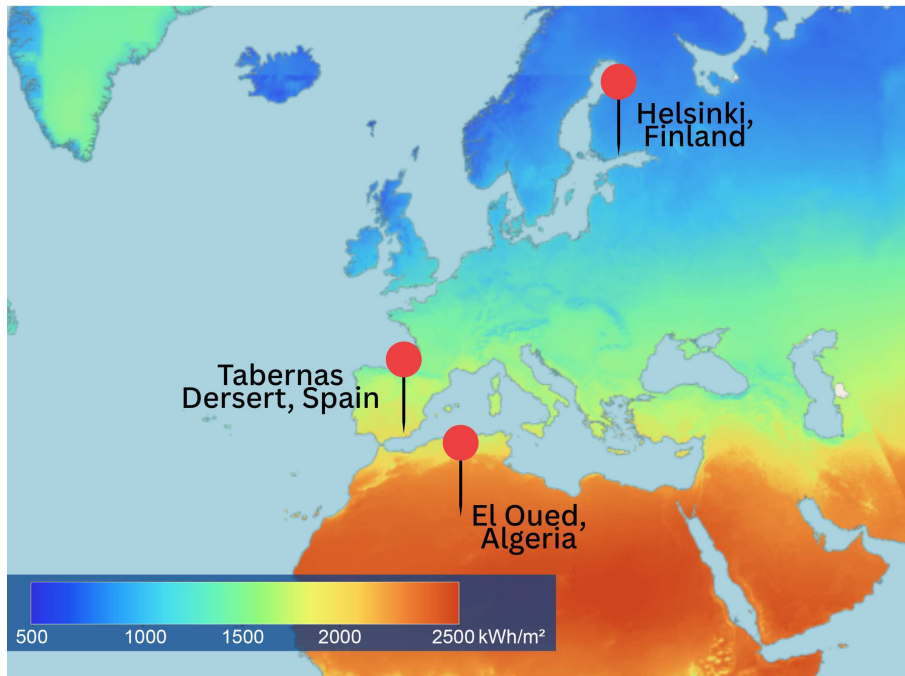 Helsinki,
Finland
Tabernas
Dersert, Spain
El Oued,
Algeria
500 1000 1500 2000 2500 kWh/m²